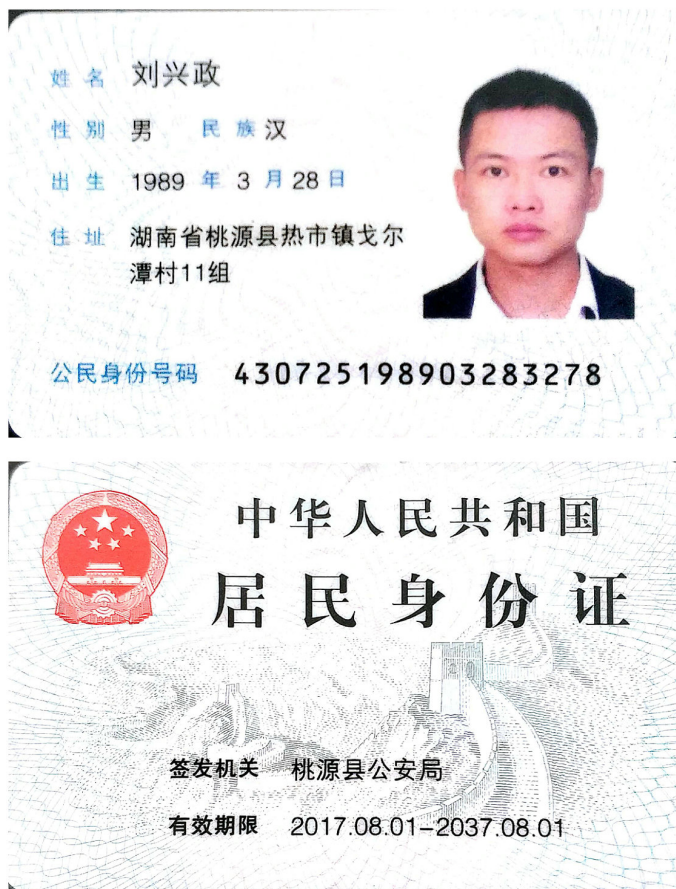 姓名 刘兴政
性别 男 民族 汉
出生 1989 年 3 月 28 日
住址 湖南省桃源县热市镇戈尔
潭村11组
公民身份号码 430725198903283278
中华人民共和国
居民身份证
签发机关 桃源县公安局
有效期限 2017.08.01-2037.08.01